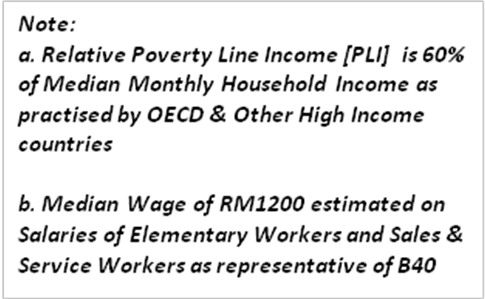 Note:
a. Relative Poverty Line Income [PLI] is 60%
of Median Monthly Household Income as
practised by OECD & Other High Income
countries
b. Median Wage of RM1200 estimated on
Salaries of Elementary Workers and Sales &
Service Workers as representative of B40